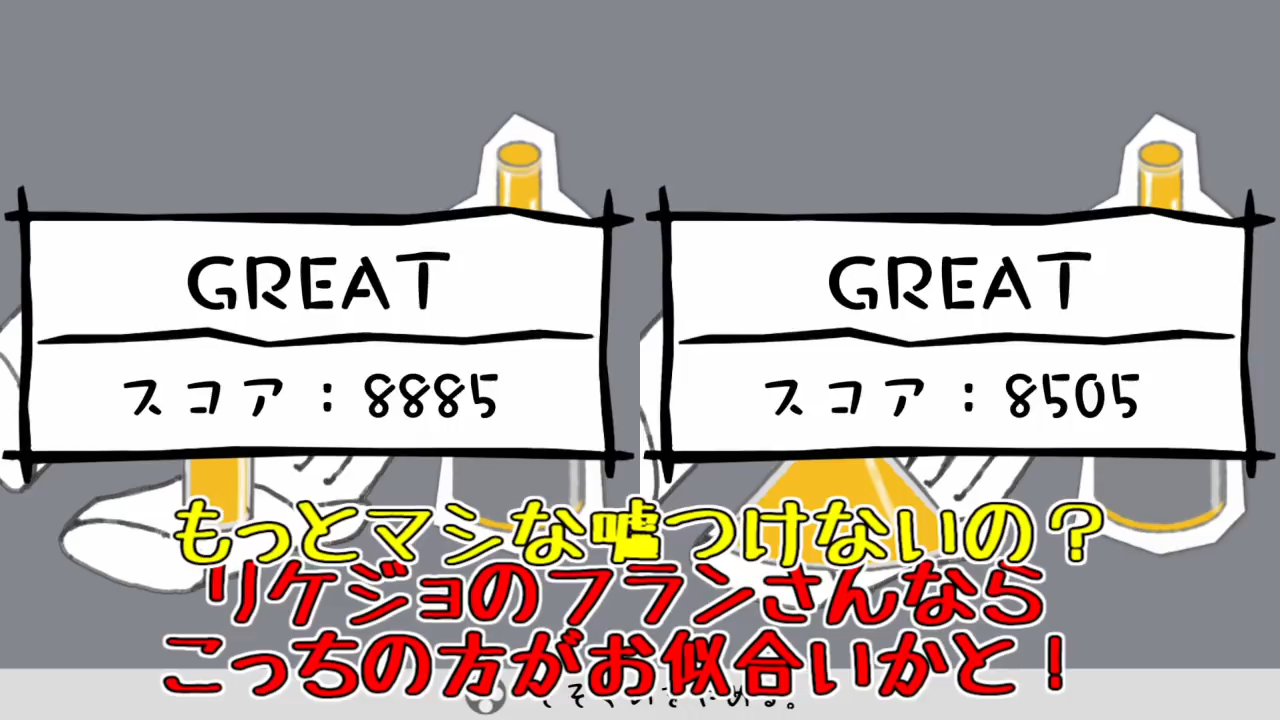 GREAT
スコア：8885
GREAT
スコア：8505
もっとマシな嘘つけないの？
リケジョのフランさんなら
こっちの方がお似合いかと！